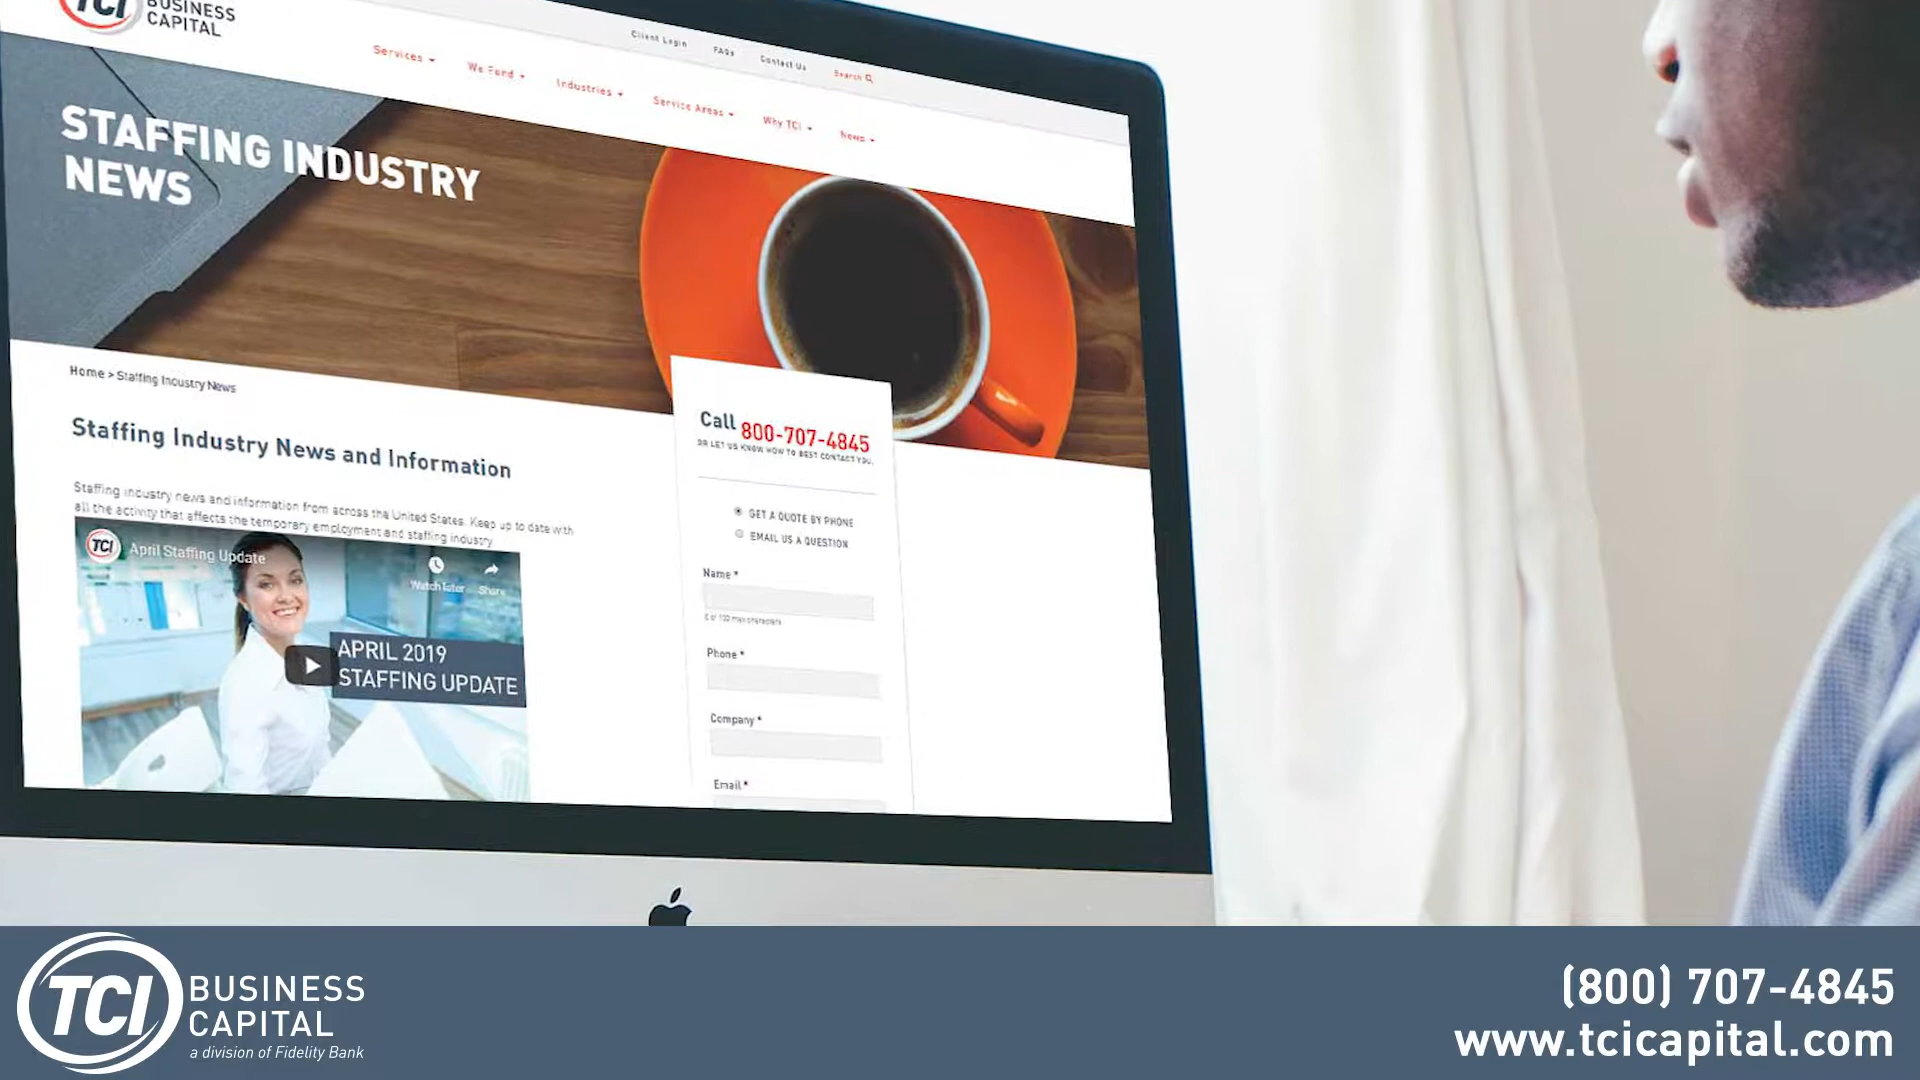 TCI BUSINESS
CAPITAL
Client Login FAQs Contact Us Search
Services We Fund Industries Service Areas Why TCI News
STAFFING INDUSTRY
NEWS
Home > Staffing Industry News
Staffing Industry News and Information
Staffing industry news and information from across the United States. Keep up to date with
all the activity that affects the temporary employment and staffing industry
TCI April Staffing Update
Watch later Share
APRIL 2019
STAFFING UPDATE
Call 800-707-4845
OR LET US KNOW HOW TO BEST CONTACT YOU.
GET A QUOTE BY PHONE
EMAIL US A QUESTION
Name *
Phone *
Company *
Email *
TCI BUSINESS
CAPITAL
a division of Fidelity Bank
(800) 707-4845
www.tcicapital.com